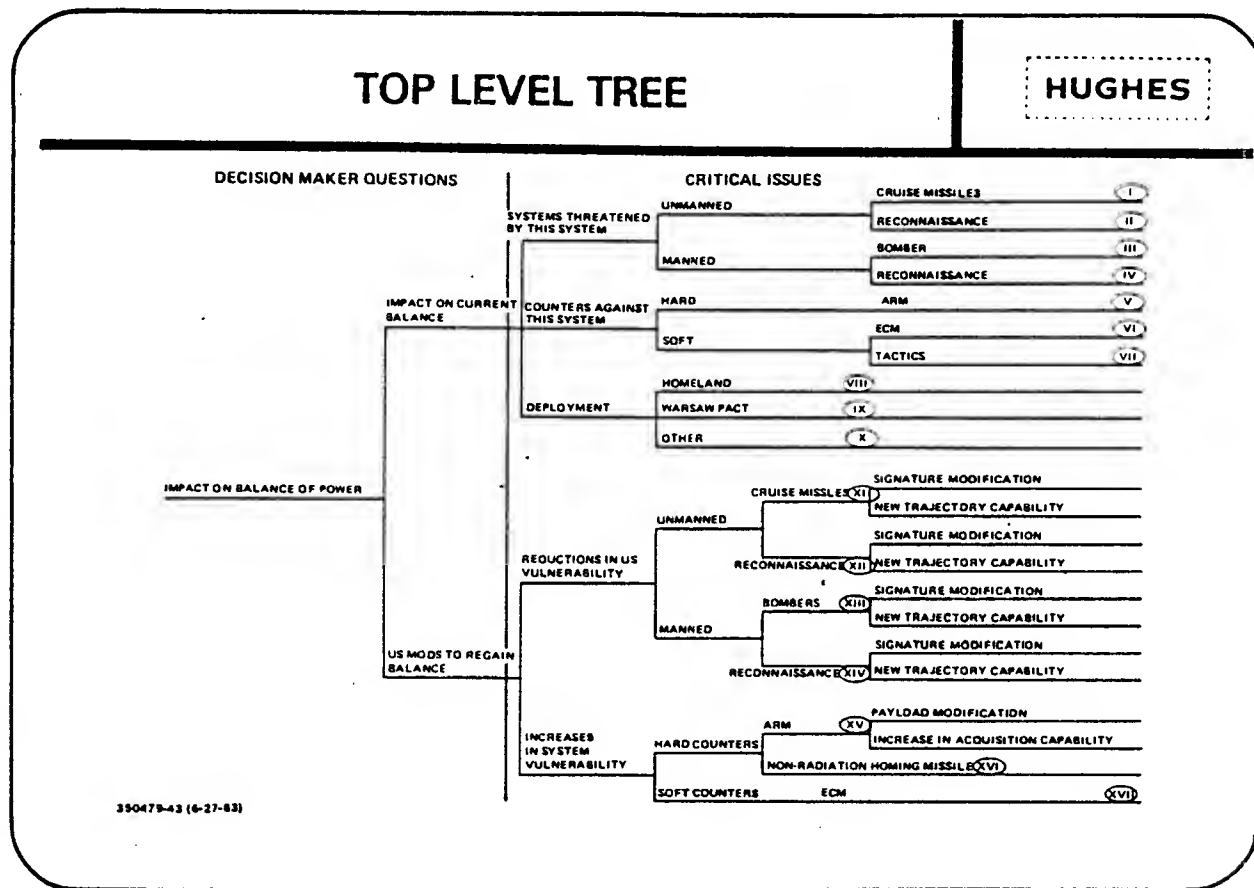 TOP LEVEL TREE
HUGHES
DECISION MAKER QUESTIONS
CRITICAL ISSUES
IMPACT ON BALANCE OF POWER
IMPACT ON CURRENT
BALANCE
SYSTEMS THREATENED
BY THIS SYSTEM
UNMANNED
CRUISE MISSILES I
RECONNAISSANCE II
MANNED
BOMBER III
RECONNAISSANCE IV
COUNTERS AGAINST
THIS SYSTEM
HARD ARM V
SOFT
ECM VI
TACTICS VII
DEPLOYMENT
HOMELAND VIII
WARSAW PACT IX
OTHER X
US MODS TO REGAIN
BALANCE
REDUCTIONS IN US
VULNERABILITY
UNMANNED
CRUISE MISSLES XI
SIGNATURE MODIFICATION
NEW TRAJECTORY CAPABILITY
RECONNAISSANCE XII
SIGNATURE MODIFICATION
NEW TRAJECTORY CAPABILITY
MANNED
BOMBERS XIII
SIGNATURE MODIFICATION
NEW TRAJECTORY CAPABILITY
RECONNAISSANCE XIV
SIGNATURE MODIFICATION
NEW TRAJECTORY CAPABILITY
INCREASES
IN SYSTEM
VULNERABILITY
HARD COUNTERS
ARM XV
PAYLOAD MODIFICATION
INCREASE IN ACQUISITION CAPABILITY
NON-RADIATION HOMING MISSILE XVI
SOFT COUNTERS ECM XVII
350479-43 (6-27-83)